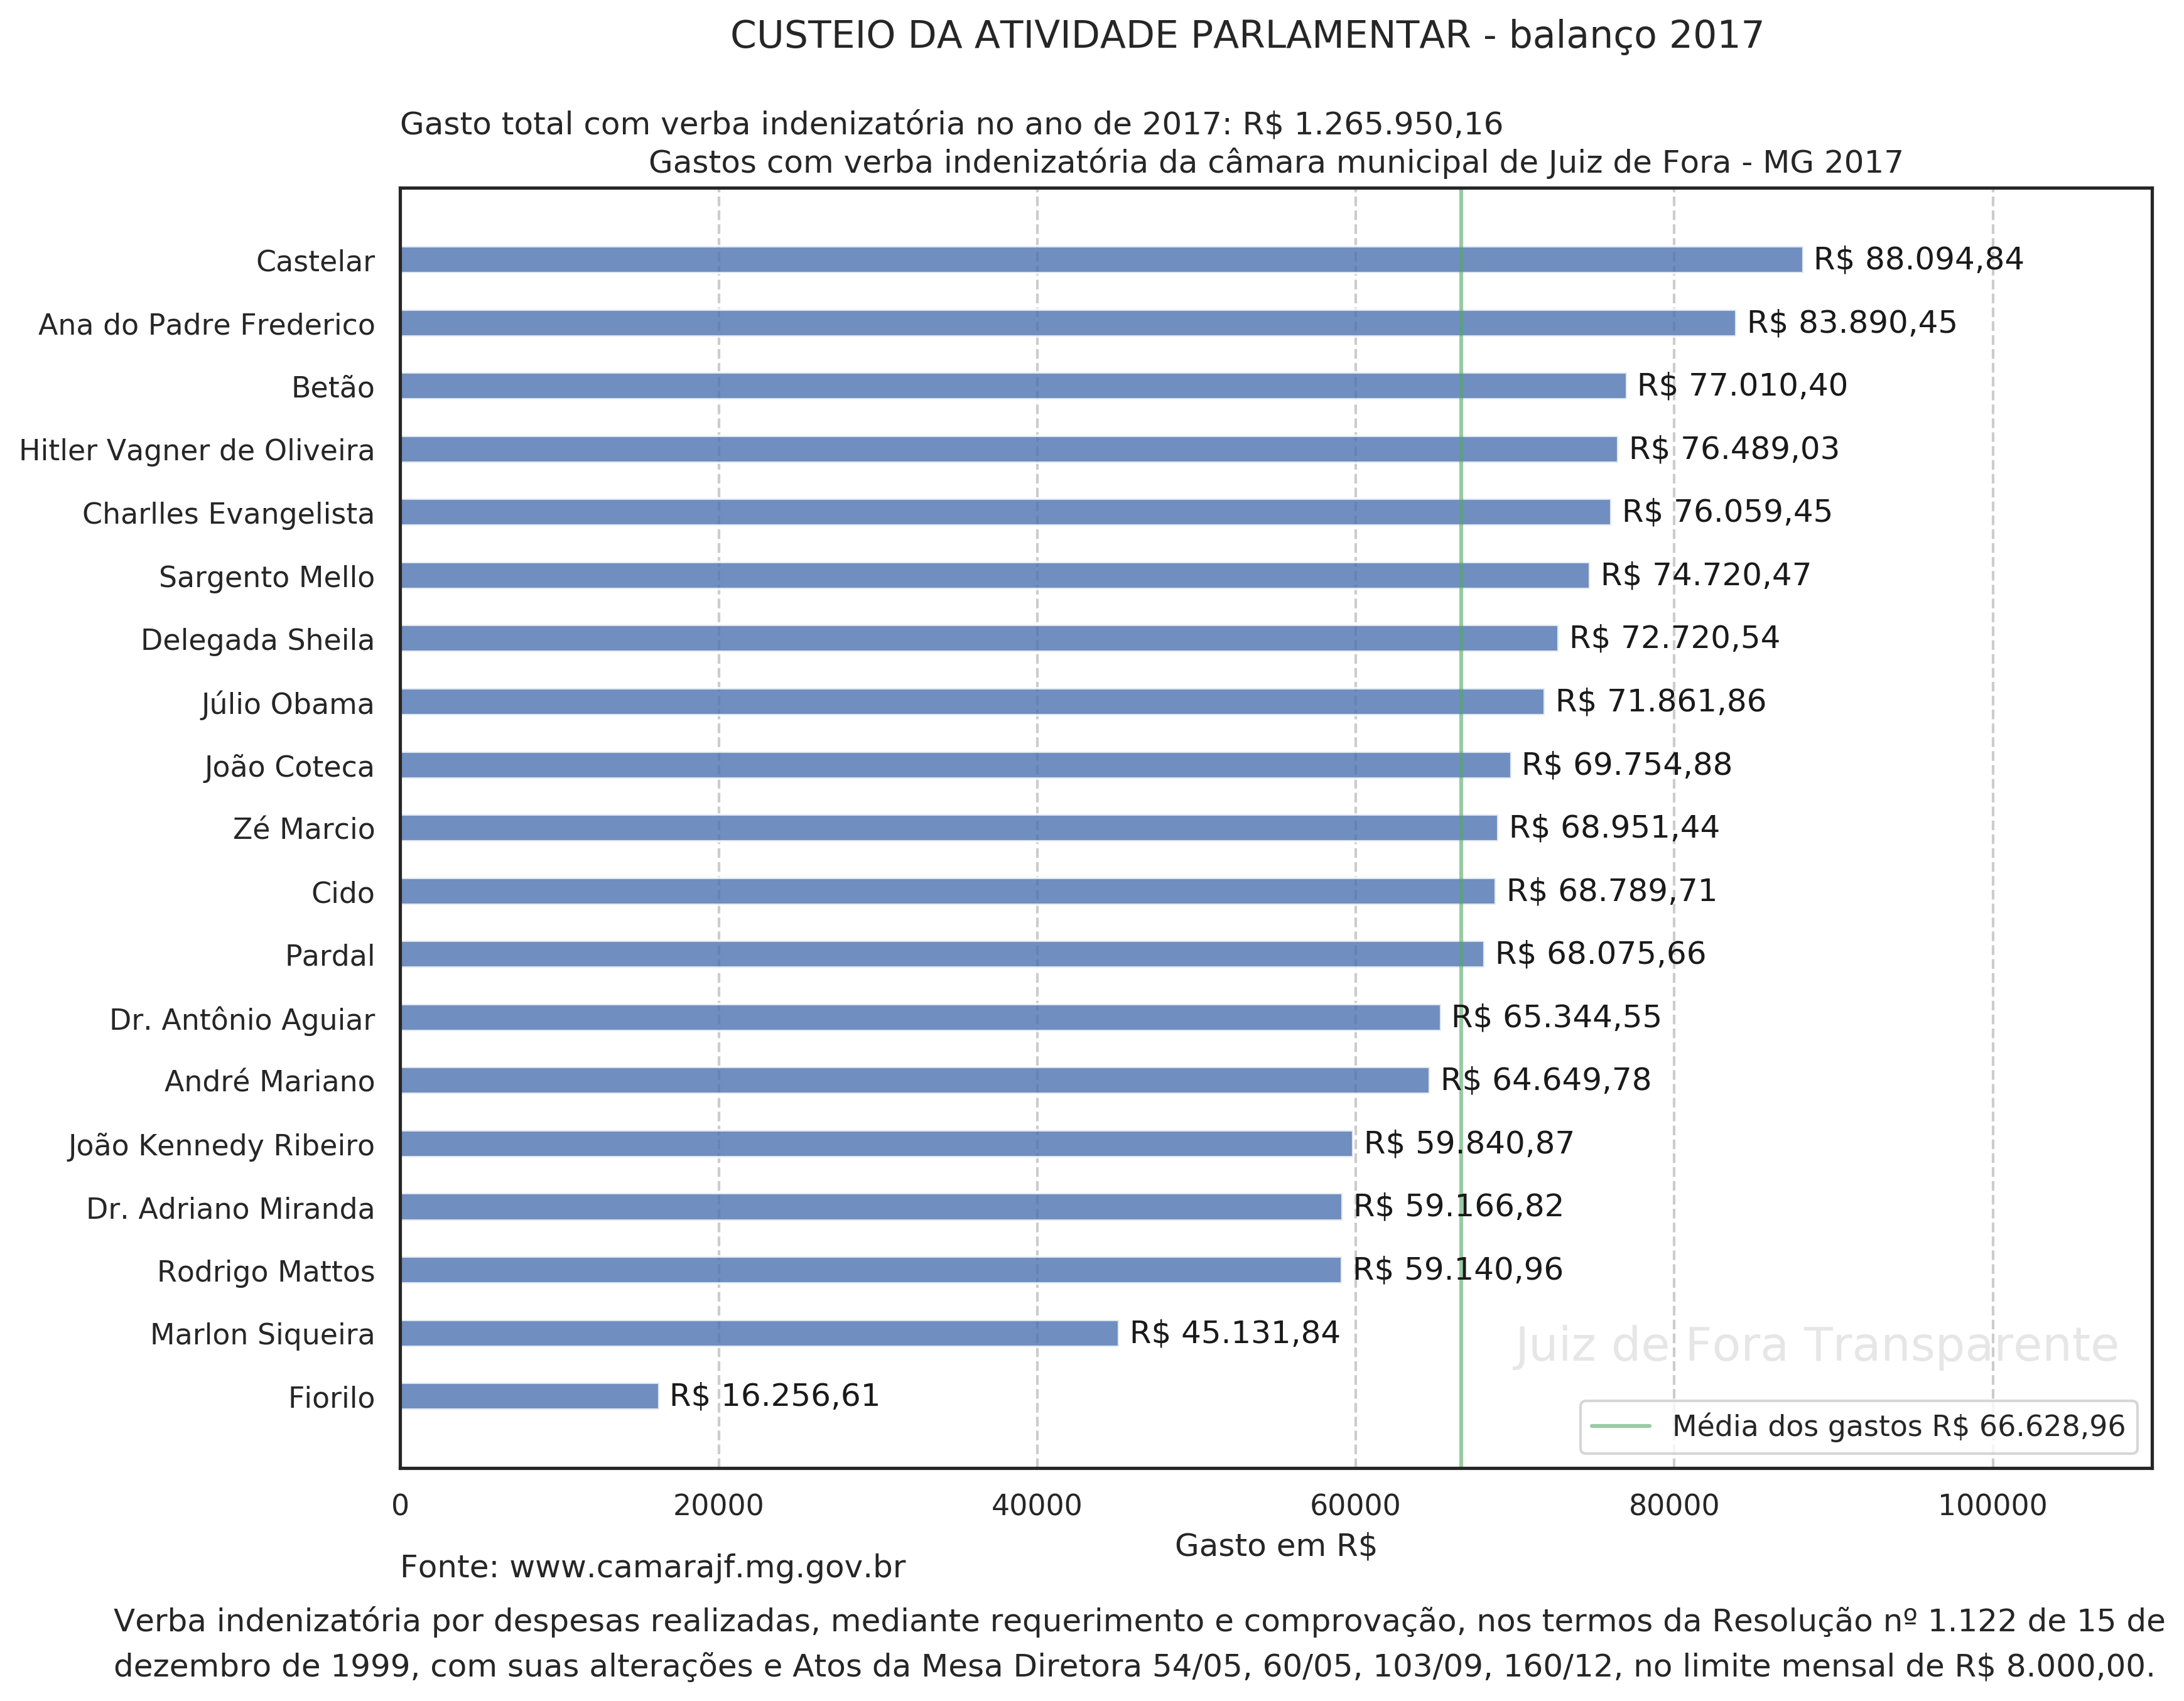 CUSTEIO DA ATIVIDADE PARLAMENTAR - balanço 2017
Gasto total com verba indenizatória no ano de 2017: R$ 1.265.950,16
Gastos com verba indenizatória da câmara municipal de Juiz de Fora - MG 2017
Castelar R$ 88.094,84
Ana do Padre Frederico R$ 83.890,45
Betão R$ 77.010,40
Hitler Vagner de Oliveira R$ 76.489,03
Charlles Evangelista R$ 76.059,45
Sargento Mello R$ 74.720,47
Delegada Sheila R$ 72.720,54
Júlio Obama R$ 71.861,86
João Coteca R$ 69.754,88
Zé Marcio R$ 68.951,44
Cido R$ 68.789,71
Pardal R$ 68.075,66
Dr. Antônio Aguiar R$ 65.344,55
André Mariano R$ 64.649,78
João Kennedy Ribeiro R$ 59.840,87
Dr. Adriano Miranda R$ 59.166,82
Rodrigo Mattos R$ 59.140,96
Marlon Siqueira R$ 45.131,84
Juiz de Fora Transparente
Fiorilo R$ 16.256,61
Média dos gastos R$ 66.628,96
0 20000 40000 60000 80000 100000
Gasto em R$
Fonte: www.camarajf.mg.gov.br
Verba indenizatória por despesas realizadas, mediante requerimento e comprovação, nos termos da Resolução nº 1.122 de 15 de
dezembro de 1999, com suas alterações e Atos da Mesa Diretora 54/05, 60/05, 103/09, 160/12, no limite mensal de R$ 8.000,00.